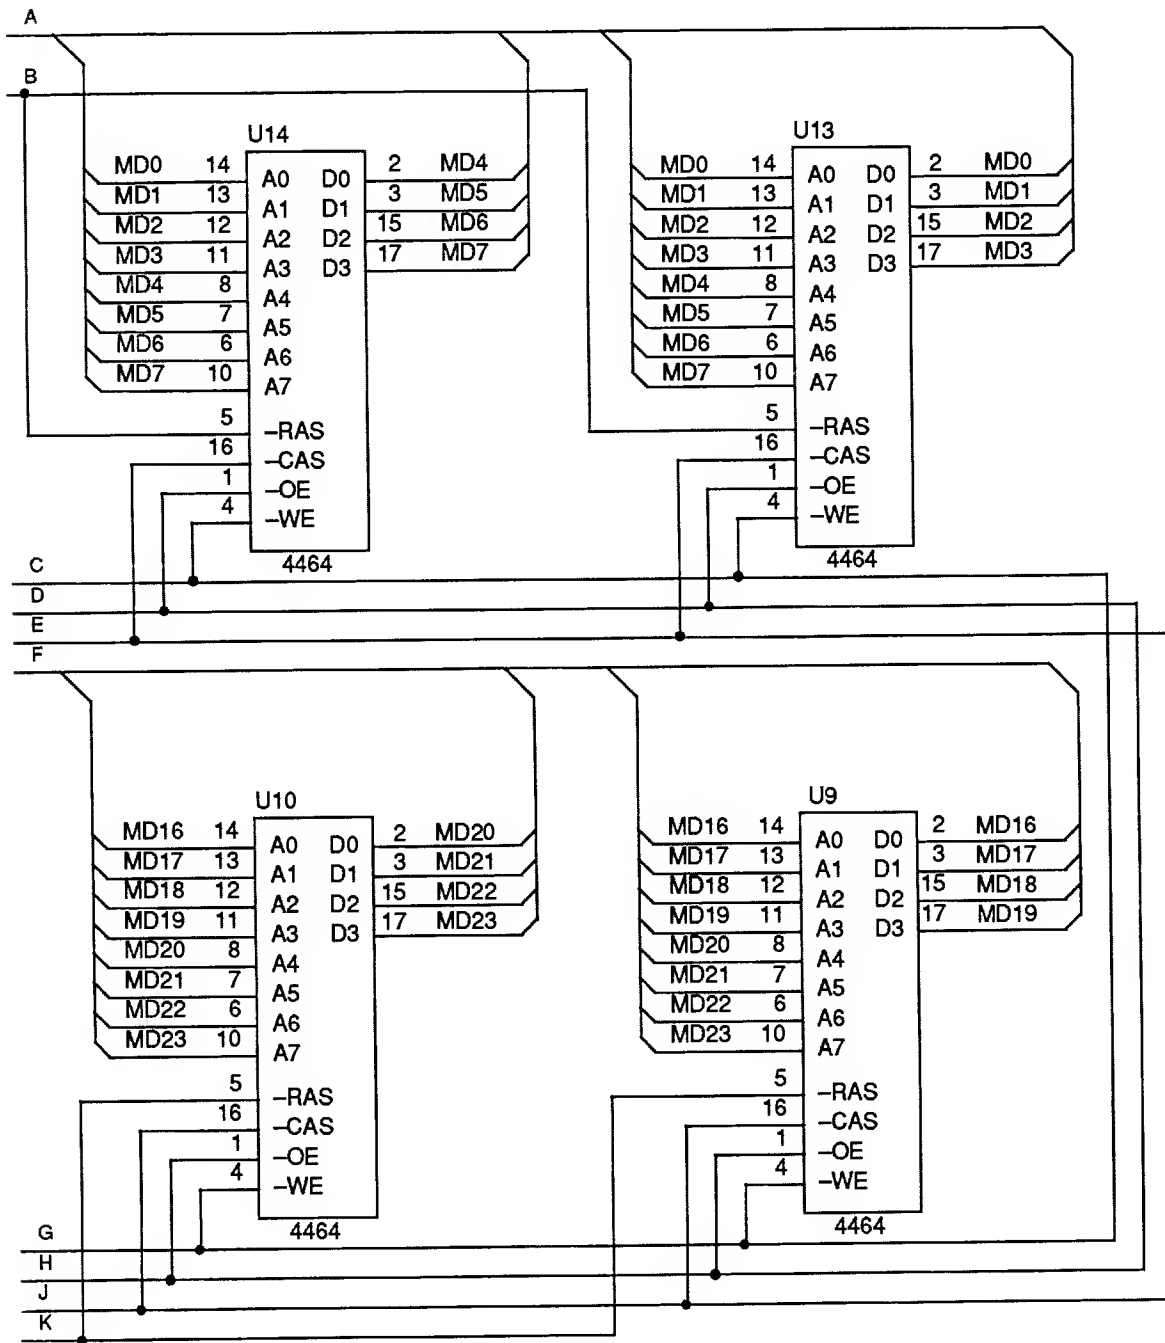 A
B
U14 U13
MD0 14 A0 D0 2 MD4
MD1 13 A1 D1 3 MD5
MD2 12 A2 D2 15 MD6
MD3 11 A3 D3 17 MD7
MD4 8 A4
MD5 7 A5
MD6 6 A6
MD7 10 A7
5 –RAS
16 –CAS
1 –OE
4 –WE
4464
MD0 14 A0 D0 2 MD0
MD1 13 A1 D1 3 MD1
MD2 12 A2 D2 15 MD2
MD3 11 A3 D3 17 MD3
MD4 8 A4
MD5 7 A5
MD6 6 A6
MD7 10 A7
5 –RAS
16 –CAS
1 –OE
4 –WE
4464
C
D
E
F
U10 U9
MD16 14 A0 D0 2 MD20
MD17 13 A1 D1 3 MD21
MD18 12 A2 D2 15 MD22
MD19 11 A3 D3 17 MD23
MD20 8 A4
MD21 7 A5
MD22 6 A6
MD23 10 A7
5 –RAS
16 –CAS
1 –OE
4 –WE
4464
MD16 14 A0 D0 2 MD16
MD17 13 A1 D1 3 MD17
MD18 12 A2 D2 15 MD18
MD19 11 A3 D3 17 MD19
MD20 8 A4
MD21 7 A5
MD22 6 A6
MD23 10 A7
5 –RAS
16 –CAS
1 –OE
4 –WE
4464
G
H
J
K